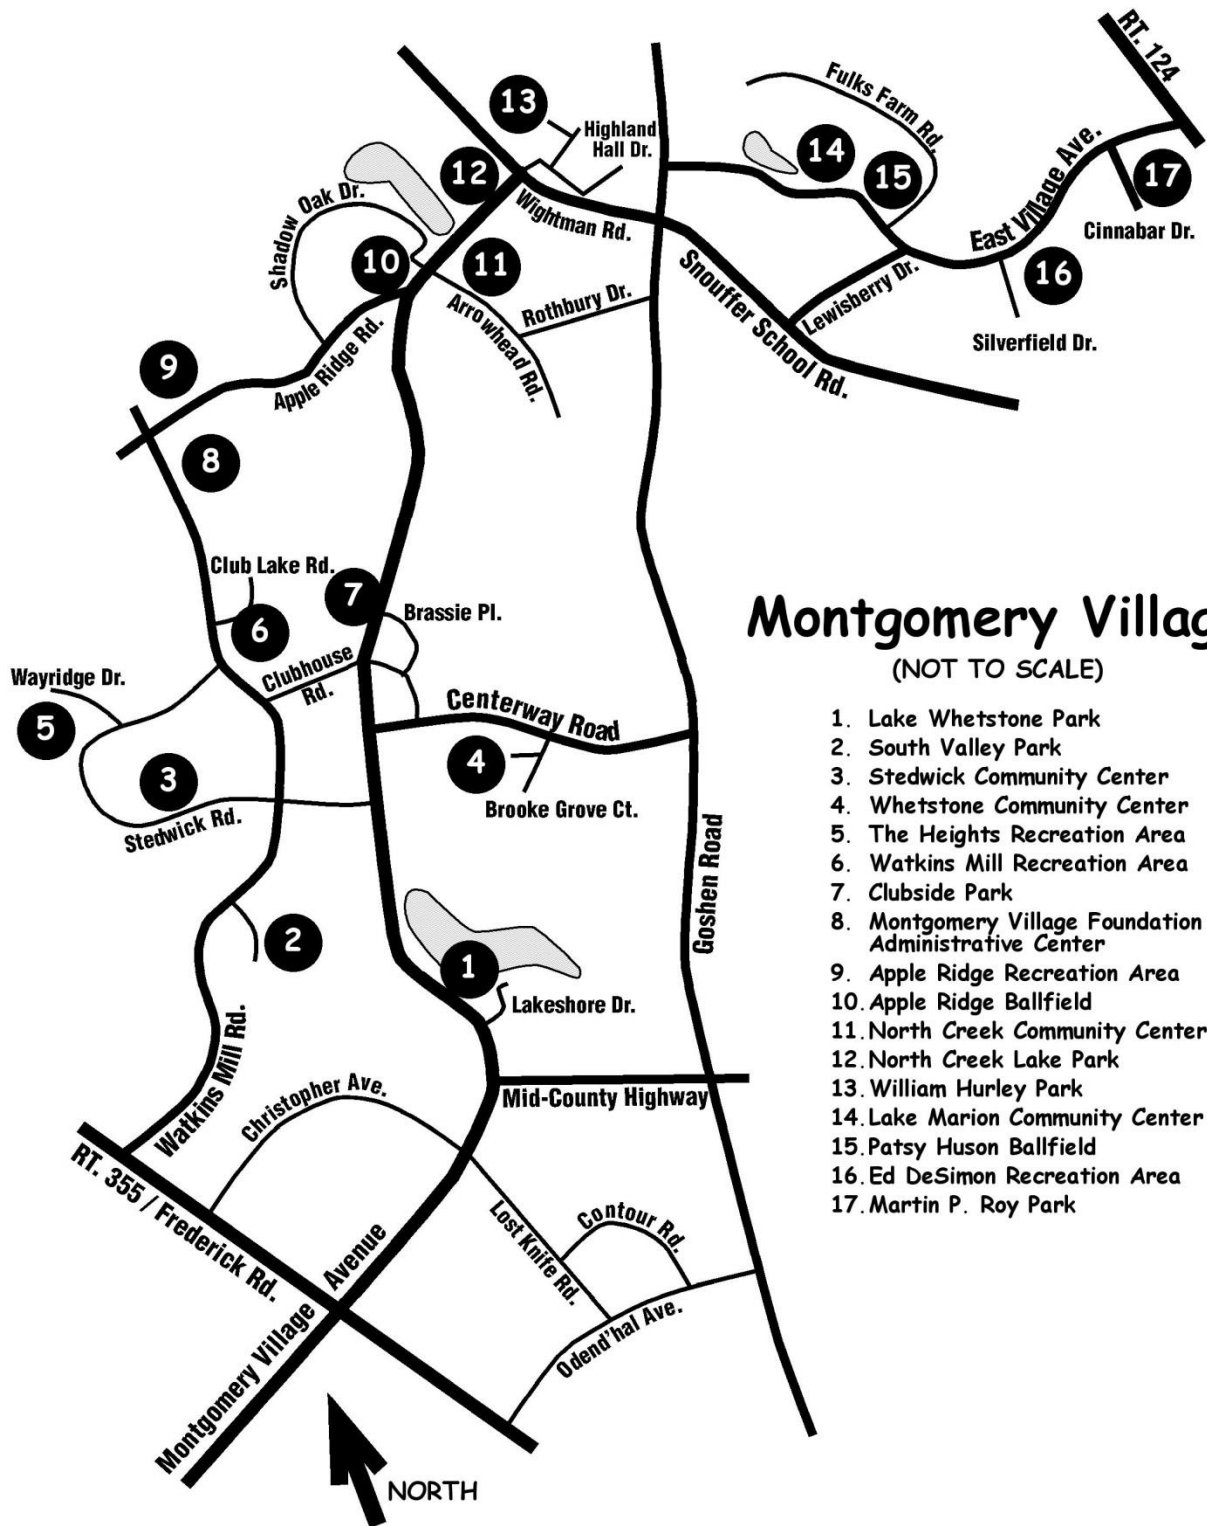 RT. 124
13
Highland
Hall Dr.
Fulks Farm Rd.
14
15
17
12
Shadow Oak Dr.
Wightman Rd.
East Village Ave.
Cinnabar Dr.
10
11
16
Arrowhead Rd.
Rothbury Dr.
Snouffer School Rd.
Lewisberry Dr.
Silverfield Dr.
9
Apple Ridge Rd.
8
Club Lake Rd.
7
Brassie Pl.
6
Clubhouse
Rd.
Wayridge Dr.
5
Centerway Road
3
4
Stedwick Rd.
Brooke Grove Ct.
Goshen Road
2
1
Lakeshore Dr.
Watkins Mill Rd.
Christopher Ave.
Mid-County Highway
RT. 355 / Frederick Rd.
Lost Knife Rd.
Contour Rd.
Odend'hal Ave.
Montgomery Village Avenue
NORTH
Montgomery Villag
(NOT TO SCALE)
1. Lake Whetstone Park
2. South Valley Park
3. Stedwick Community Center
4. Whetstone Community Center
5. The Heights Recreation Area
6. Watkins Mill Recreation Area
7. Clubside Park
8. Montgomery Village Foundation
Administrative Center
9. Apple Ridge Recreation Area
10. Apple Ridge Ballfield
11. North Creek Community Center
12. North Creek Lake Park
13. William Hurley Park
14. Lake Marion Community Center
15. Patsy Huson Ballfield
16. Ed DeSimon Recreation Area
17. Martin P. Roy Park